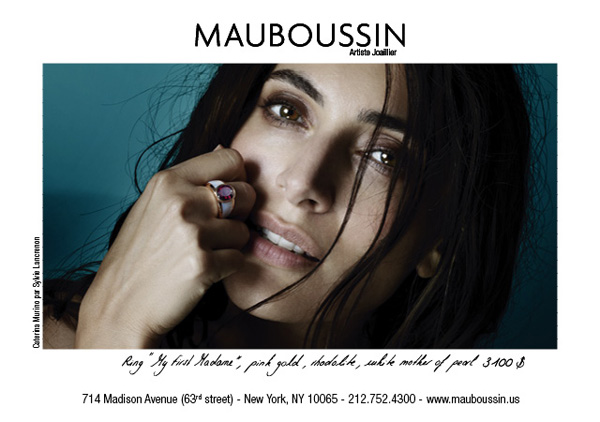 MAUBOUSSIN
Artiste Joaillier
Caterina Murino par Sylvie Lancrenon
Ring "My First Madame", pink gold, rhodolite, white mother of pearl 3100 $
714 Madison Avenue (63rd street) - New York, NY 10065 - 212.752.4300 - www.mauboussin.us